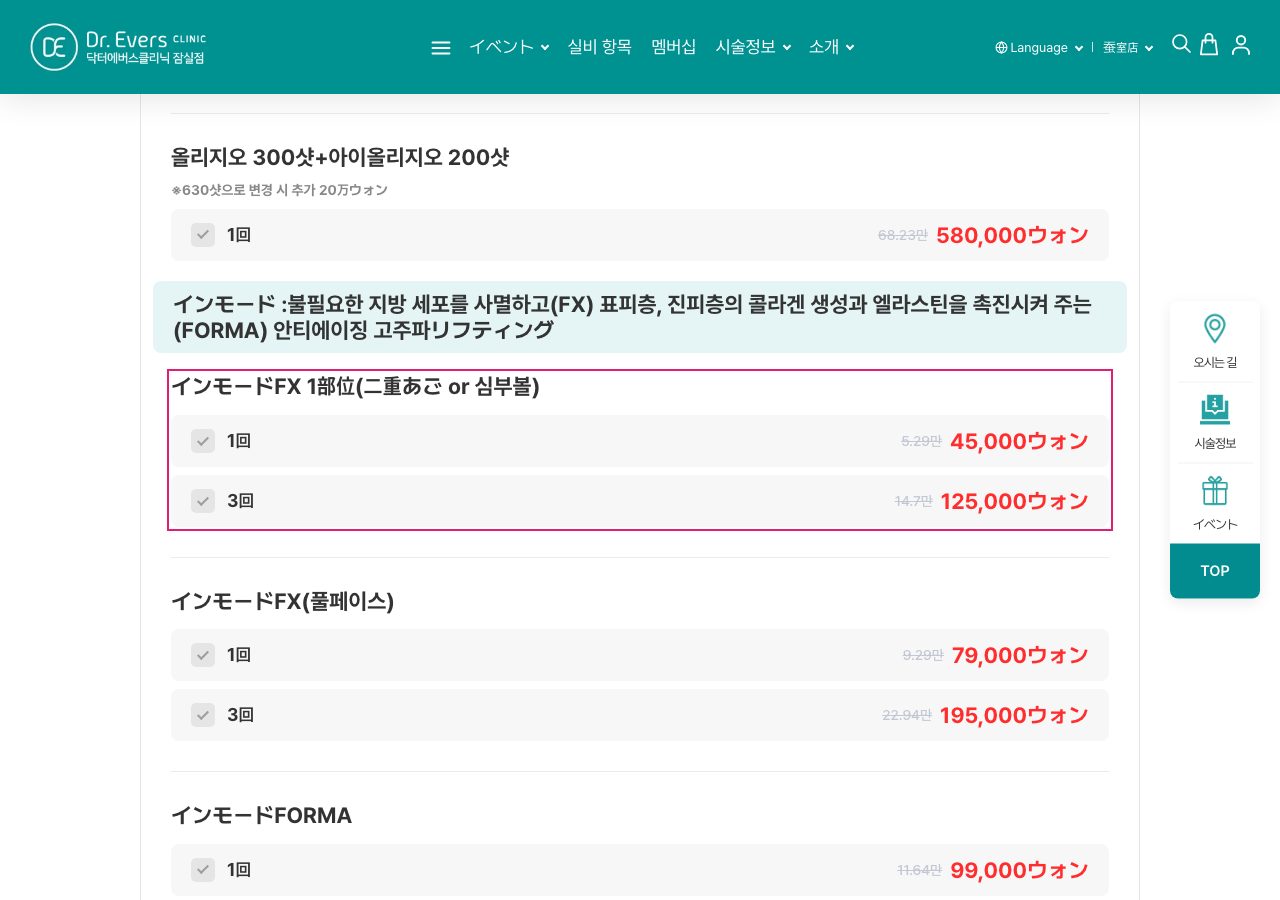 Dr. Evers CLINIC
닥터에버스클리닉 잠실점
イベント
실비 항목
멤버십
시술정보
소개
Language
蚕室店
올리지오 300샷+아이올리지오 200샷
※630샷으로 변경 시 추가 20万ウォン
1回 68.23만 580,000ウォン
インモード :불필요한 지방 세포를 사멸하고(FX) 표피층, 진피층의 콜라겐 생성과 엘라스틴을 촉진시켜 주는
(FORMA) 안티에이징 고주파リフティング
インモードFX 1部位(二重あご or 심부볼)
1回 5.29만 45,000ウォン
3回 14.7만 125,000ウォン
インモードFX(풀페이스)
1回 9.29만 79,000ウォン
3回 22.94만 195,000ウォン
インモードFORMA
1回 11.64만 99,000ウォン
오시는 길
시술정보
イベント
TOP